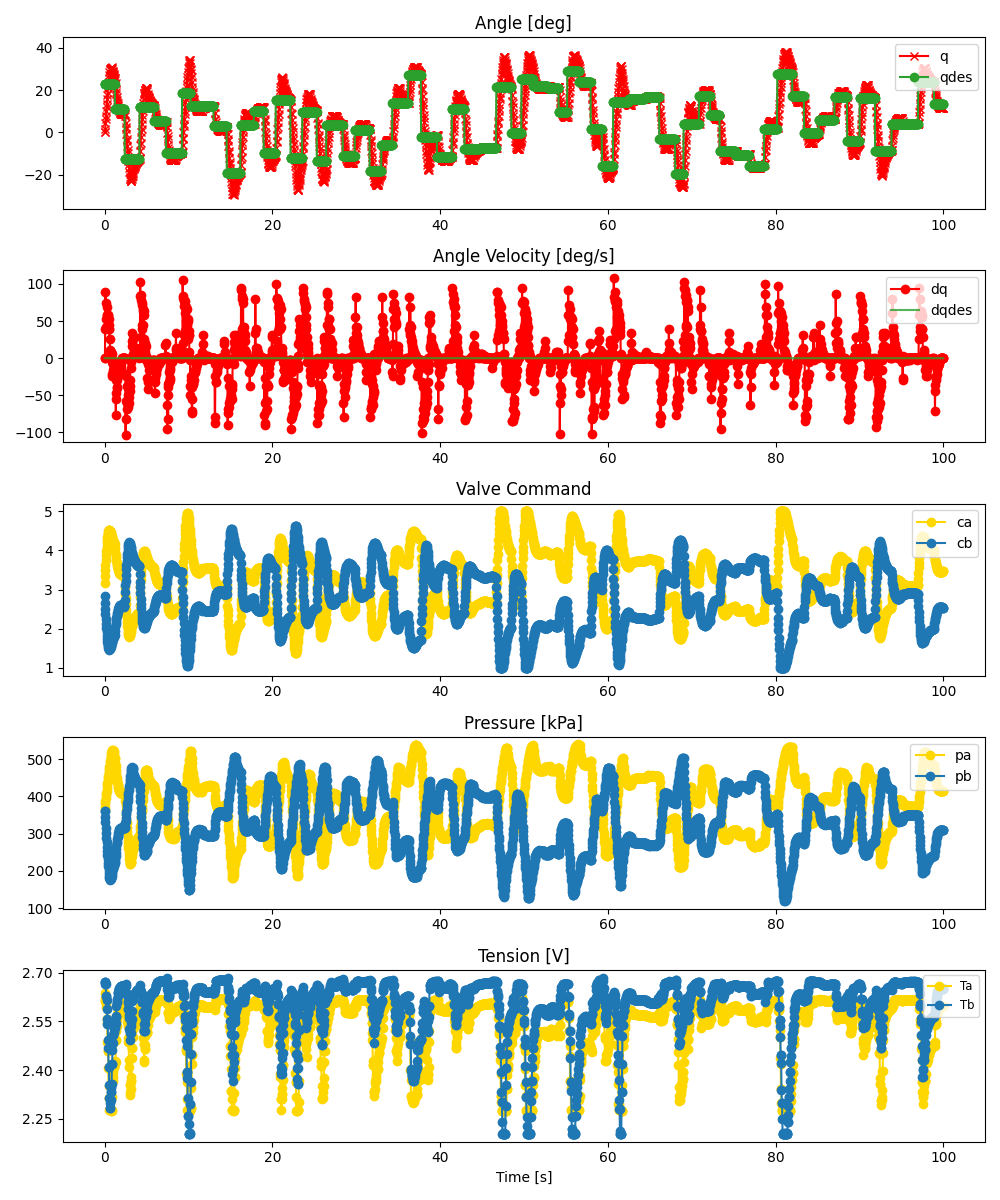 Angle [deg]
40
20
0
−20
q
qdes
0 20 40 60 80 100
Angle Velocity [deg/s]
100
50
0
−50
−100
dq
dqdes
0 20 40 60 80 100
Valve Command
5
4
3
2
1
ca
cb
0 20 40 60 80 100
Pressure [kPa]
500
400
300
200
100
pa
pb
0 20 40 60 80 100
Tension [V]
2.70
2.55
2.40
2.25
Ta
Tb
0 20 40 60 80 100
Time [s]